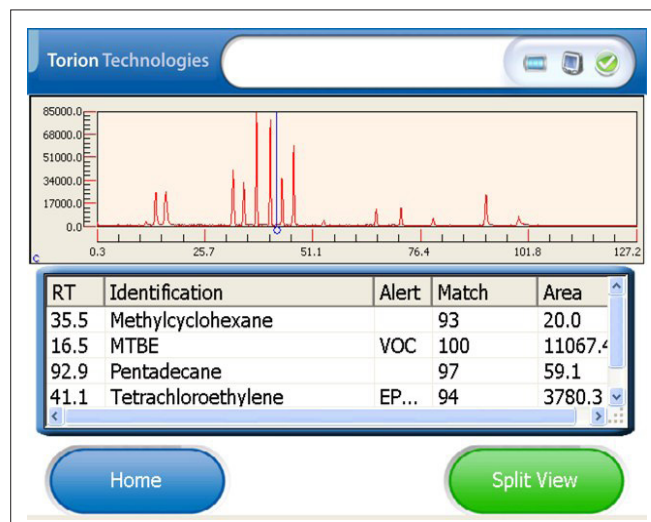 Torion Technologies
85000.0
68000.0
51000.0
34000.0
17000.0
0.0
0.3 25.7 51.1 76.4 101.8 127.2
c
RT Identification Alert Match Area
35.5 Methylcyclohexane 93 20.0
16.5 MTBE VOC 100 11067.4
92.9 Pentadecane 97 59.1
41.1 Tetrachloroethylene EP... 94 3780.3
Home Split View